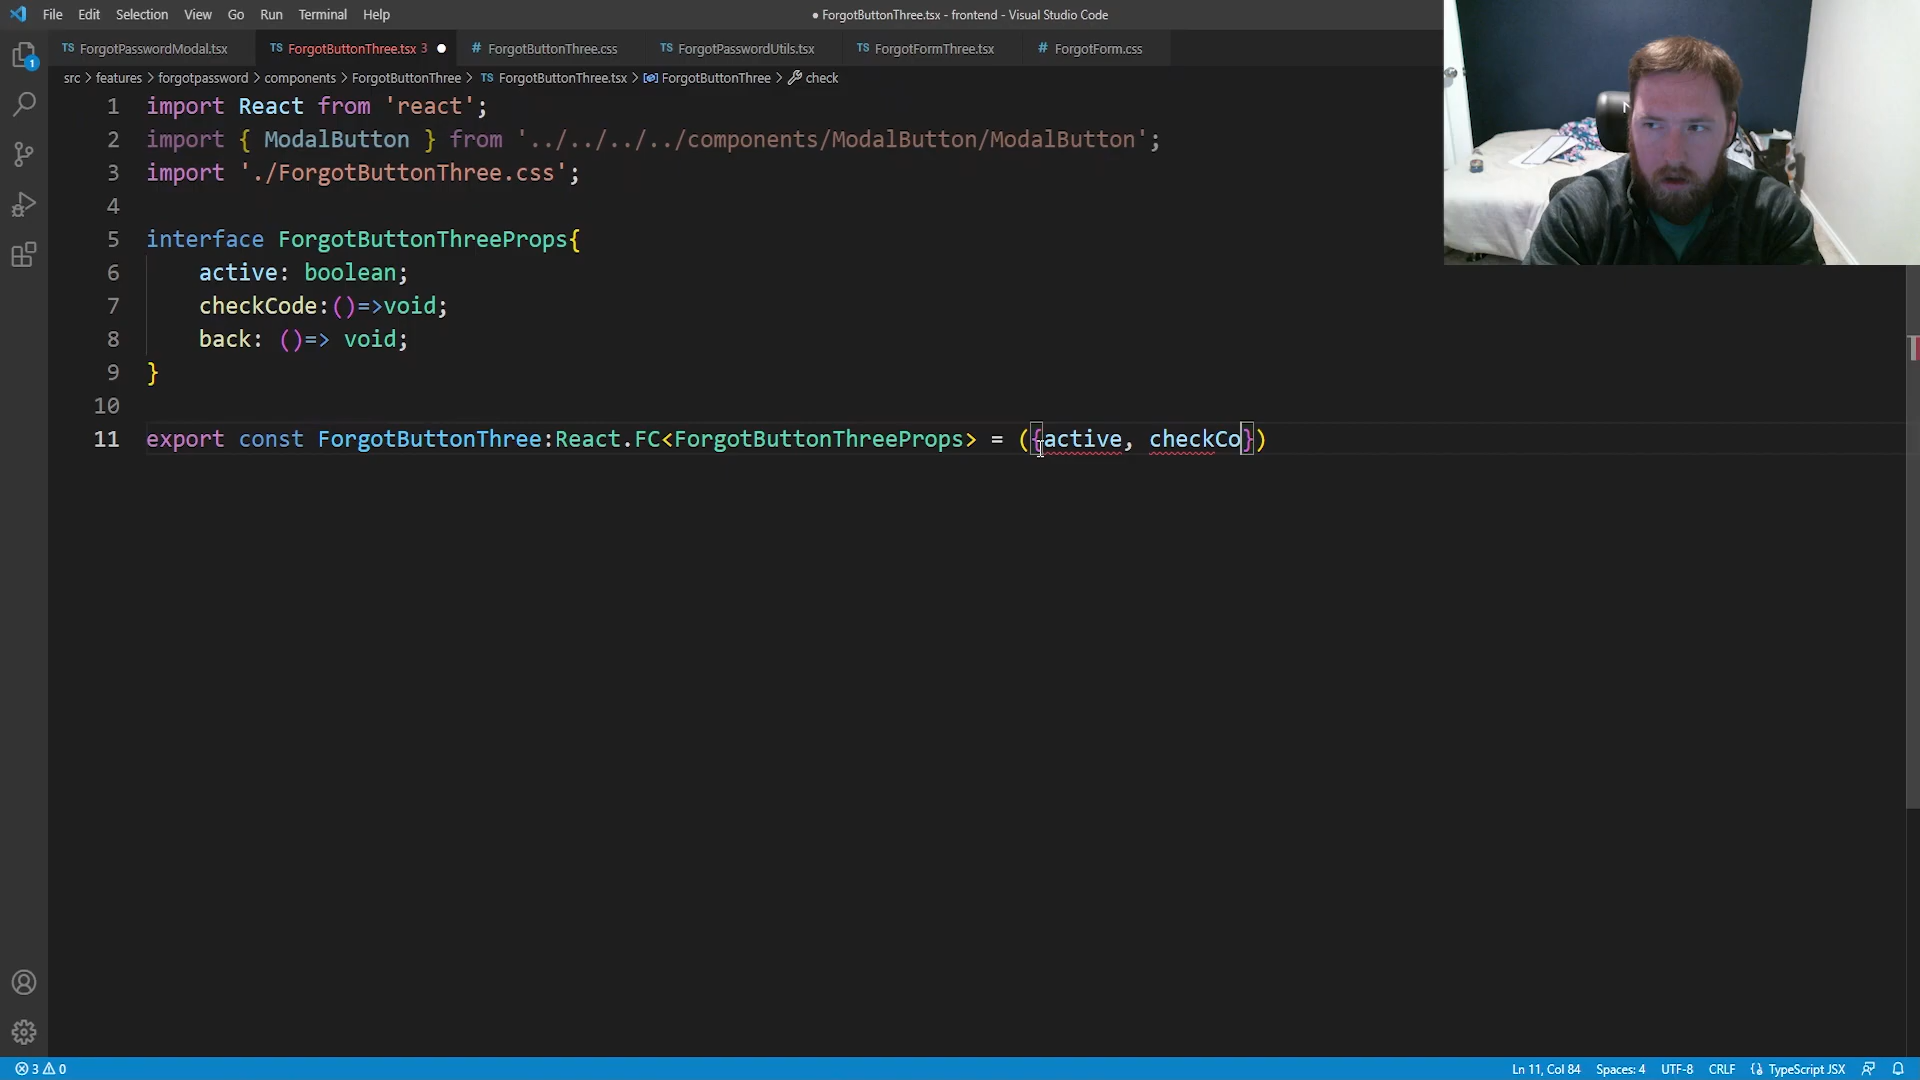 File Edit Selection View Go Run Terminal Help
● ForgotButtonThree.tsx - frontend - Visual Studio Code
TS ForgotPasswordModal.tsx TS ForgotButtonThree.tsx 3 ● # ForgotButtonThree.css TS ForgotPasswordUtils.tsx TS ForgotFormThree.tsx # ForgotForm.css
src > features > forgotpassword > components > ForgotButtonThree > TS ForgotButtonThree.tsx > ForgotButtonThree > check
1 import React from 'react';
2 import { ModalButton } from '../../../../components/ModalButton/ModalButton';
3 import './ForgotButtonThree.css';
4
5 interface ForgotButtonThreeProps{
6 active: boolean;
7 checkCode:()=>void;
8 back: ()=> void;
9 }
10
11 export const ForgotButtonThree:React.FC<ForgotButtonThreeProps> = ({active, checkCo})
1
3 0 Ln 11, Col 84 Spaces: 4 UTF-8 CRLF {} TypeScript JSX